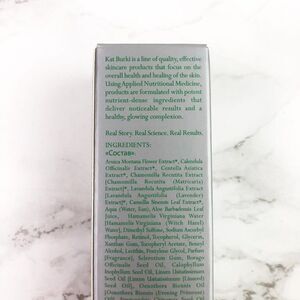 Kat Burki is a line of quality, effective
skincare products that focus on the
overall health and healing of the skin.
Using Applied Nutritional Medicine,
products are formulated with potent
nutrient-dense ingredients that
deliver noticeable results and a
healthy, glowing complexion.
Real Story. Real Science. Real Results.
INGREDIENTS:
«Состав»
Arnica Montana Flower Extract*, Calendula
Officinalis Extract*, Centella Asiatica
Extract*, Chamomilla Recutita Extract
(Chamomilla Recutita (Matricaria)
Extract)*, Lavandula Angustifolia Extract
(Lavandula Angustifolia (Lavender)
Extract)*, Camellia Sinensis Leaf Extract*,
Aqua (Water, Eau), Aloe Barbadensis Leaf
Juice, Hamamelis Virginiana Water
(Hamamelis Virginiana (Witch Hazel)
Water), Dimethyl Sulfone, Sodium Ascorbyl
Phosphate, Retinol, Tocopherol, Glycerin,
Xanthan Gum, Tocopheryl Acetate, Benzyl
Alcohol, Lecithin, Pentylene Glycol, Parfum
(Fragrance), Sclerotium Gum, Borago
Officinalis Seed Oil, Calophyllum
Inophyllum Seed Oil, Linum Usitatissimum
Seed Oil (Linum Usitatissimum (Linseed)
Seed Oil), Oenothera Biennis Oil
(Oenothera Biennis (Evening Primrose)